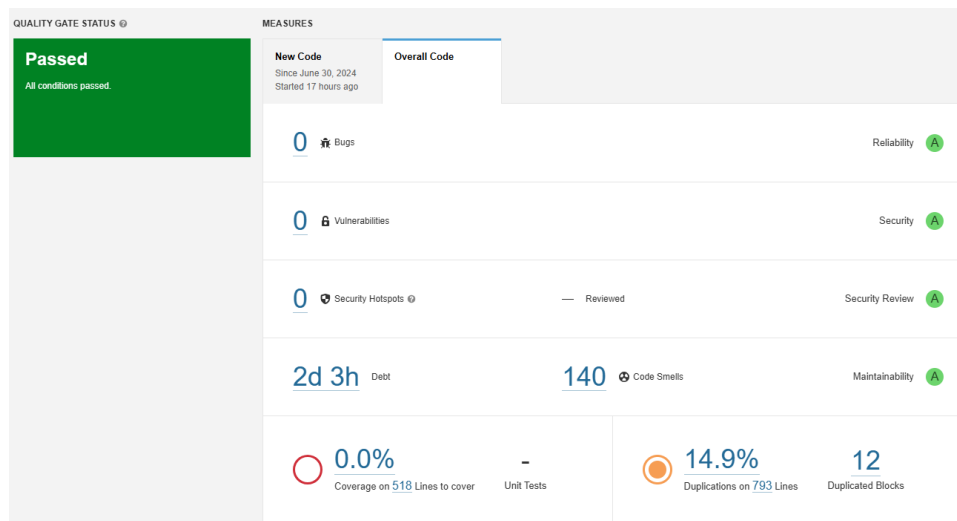 QUALITY GATE STATUS
MEASURES
Passed
All conditions passed.
New Code
Since June 30, 2024
Started 17 hours ago
Overall Code
0 Bugs
Reliability A
0 Vulnerabilities
Security A
0 Security Hotspots
— Reviewed
Security Review A
2d 3h Debt
140 Code Smells
Maintainability A
0.0%
Coverage on 518 Lines to cover
-
Unit Tests
14.9%
Duplications on 793 Lines
12
Duplicated Blocks